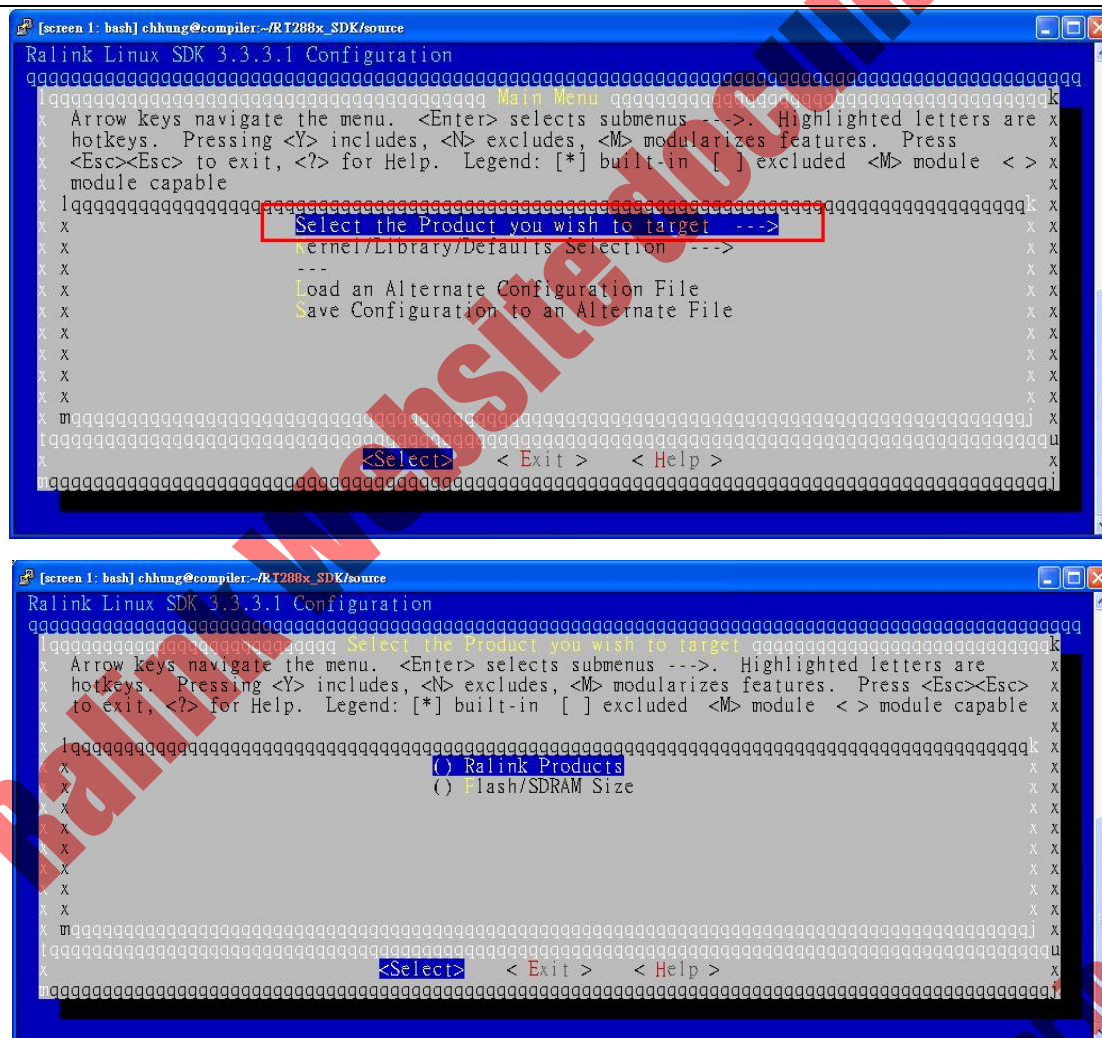 [screen 1: bash] chhung@compiler:~/RT288x_SDK/source
Ralink Linux SDK 3.3.3.1 Configuration
Main Menu
Arrow keys navigate the menu. <Enter> selects submenus --->. Highlighted letters are
hotkeys. Pressing <Y> includes, <N> excludes, <M> modularizes features. Press
<Esc><Esc> to exit, <?> for Help. Legend: [*] built-in [ ] excluded <M> module < >
module capable
Select the Product you wish to target --->
Kernel/Library/Defaults Selection --->
---
Load an Alternate Configuration File
Save Configuration to an Alternate File
<Select> < Exit > < Help >
[screen 1: bash] chhung@compiler:~/RT288x_SDK/source
Ralink Linux SDK 3.3.3.1 Configuration
Select the Product you wish to target
Arrow keys navigate the menu. <Enter> selects submenus --->. Highlighted letters are
hotkeys. Pressing <Y> includes, <N> excludes, <M> modularizes features. Press <Esc><Esc>
to exit, <?> for Help. Legend: [*] built-in [ ] excluded <M> module < > module capable
() Ralink Products
() Flash/SDRAM Size
<Select> < Exit > < Help >
Ralink website docum